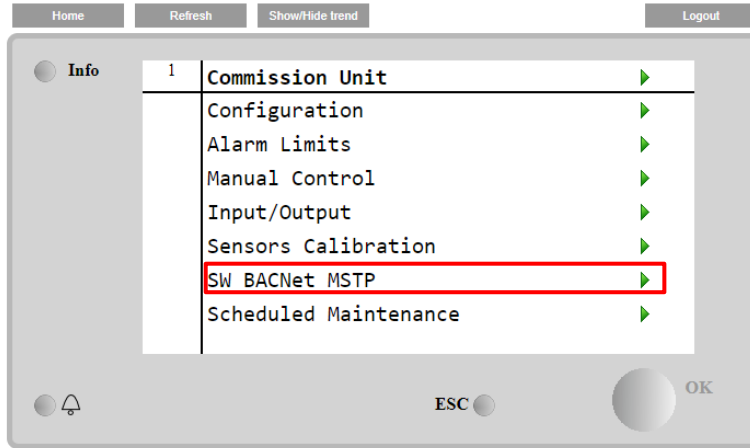 Home Refresh Show/Hide trend Logout
Info
1 Commission Unit
Configuration
Alarm Limits
Manual Control
Input/Output
Sensors Calibration
SW BACNet MSTP
Scheduled Maintenance
ESC OK